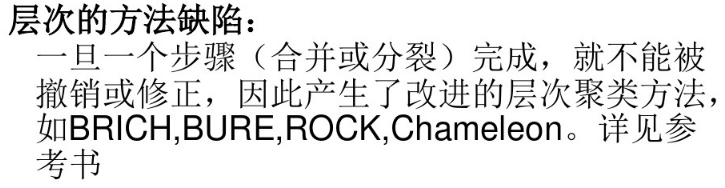 层次的方法缺陷：
一旦一个步骤（合并或分裂）完成，就不能被
撤销或修正，因此产生了改进的层次聚类方法，
如BRICH,BURE,ROCK,Chameleon。详见参
考书